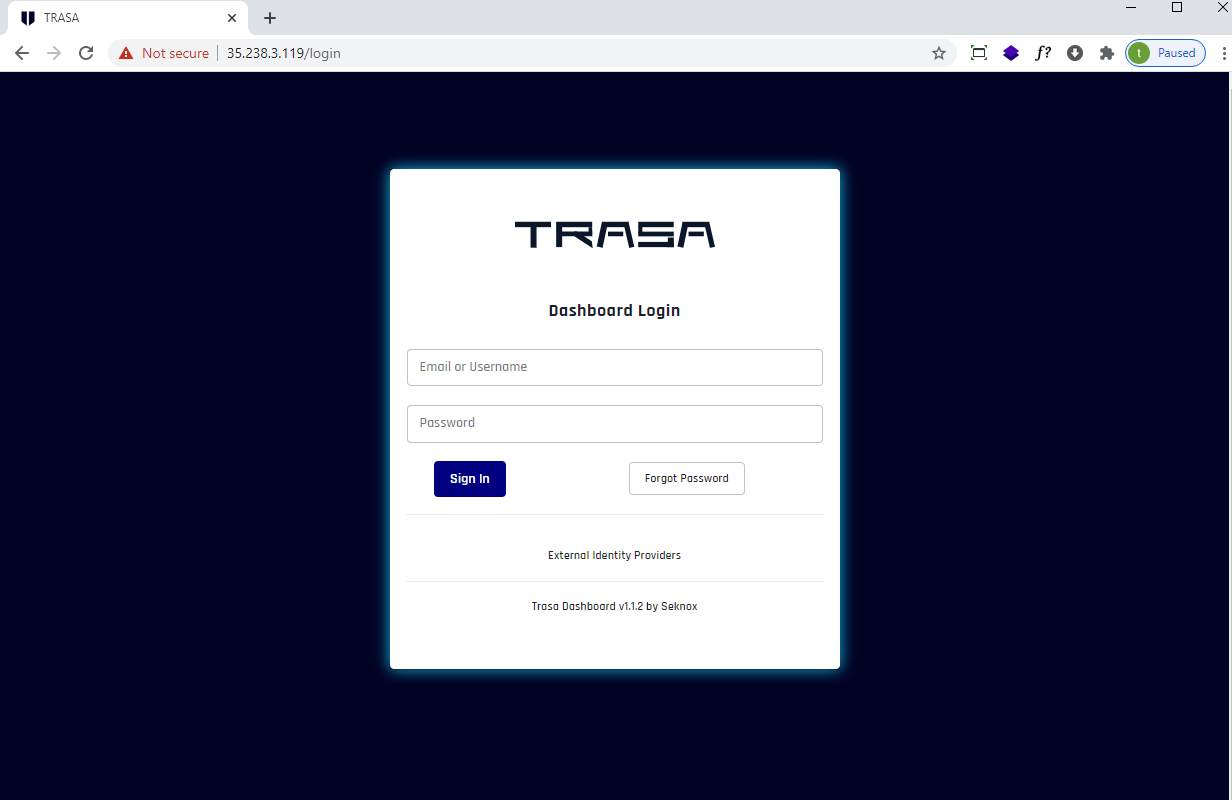 TRASA
Not secure 35.238.3.119/login
f?
t Paused
TRASA
Dashboard Login
Email or Username
Password
Sign In Forgot Password
External Identity Providers
Trasa Dashboard v1.1.2 by Seknox